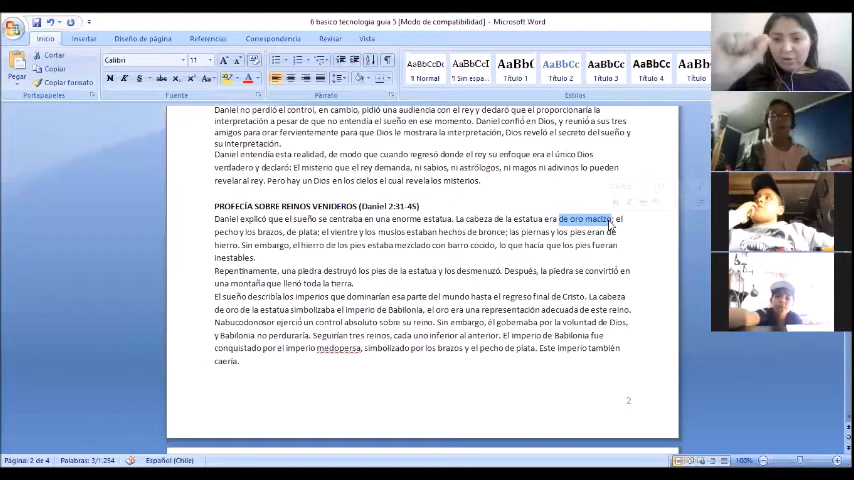 6 basico tecnologia guia 5 [Modo de compatibilidad] - Microsoft Word
Inicio Insertar Diseño de página Referencias Correspondencia Revisar Vista
Cortar
Copiar
Copiar formato
Pegar
Calibri 11
AaBbCcDc AaBbCcI AaBbC AaBbCc AaBbC AaBbCc AaBb(
¶ Normal ¶ Sin espa... Título 1 Título 2 Título 3 Título 4 Título
Portapapeles Fuente Párrafo Estilos
Daniel no perdió el control, en cambio, pidió una audiencia con el rey y declaró que el proporcionaría la
interpretación a pesar de que no entendía el sueño en ese momento. Daniel confió en Dios, y reunió a sus tres
amigos para orar fervientemente para que Dios le mostrara la interpretación, Dios reveló el secreto del sueño y
su interpretación.
Daniel entendía esta realidad, de modo que cuando regresó donde el rey su enfoque era el único Dios
verdadero y declaró: El misterio que el rey demanda, ni sabios, ni astrólogos, ni magos ni adivinos lo pueden
revelar al rey. Pero hay un Dios en los cielos el cual revela los misterios.
PROFECÍA SOBRE REINOS VENIDEROS (Daniel 2:31-45)
Daniel explicó que el sueño se centraba en una enorme estatua. La cabeza de la estatua era de oro macizo; el
pecho y los brazos, de plata; el vientre y los muslos estaban hechos de bronce; las piernas y los pies eran de
hierro. Sin embargo, el hierro de los pies estaba mezclado con barro cocido, lo que hacía que los pies fueran
inestables.
Repentinamente, una piedra destruyó los pies de la estatua y los desmenuzó. Después, la piedra se convirtió en
una montaña que llenó toda la tierra.
El sueño describía los imperios que dominarían esa parte del mundo hasta el regreso final de Cristo. La cabeza
de oro de la estatua simbolizaba el imperio de Babilonia, el oro era una representación adecuada de este reino.
Nabucodonosor ejerció un control absoluto sobre su reino. Sin embargo, él gobernaba por la voluntad de Dios,
y Babilonia no perduraría. Seguirían tres reinos, cada uno inferior al anterior. El imperio de Babilonia fue
conquistado por el imperio medopersa, simbolizado por los brazos y el pecho de plata. Este imperio también
caería.
2
Página: 2 de 4 Palabras: 3/1.254 Español (Chile) 100%